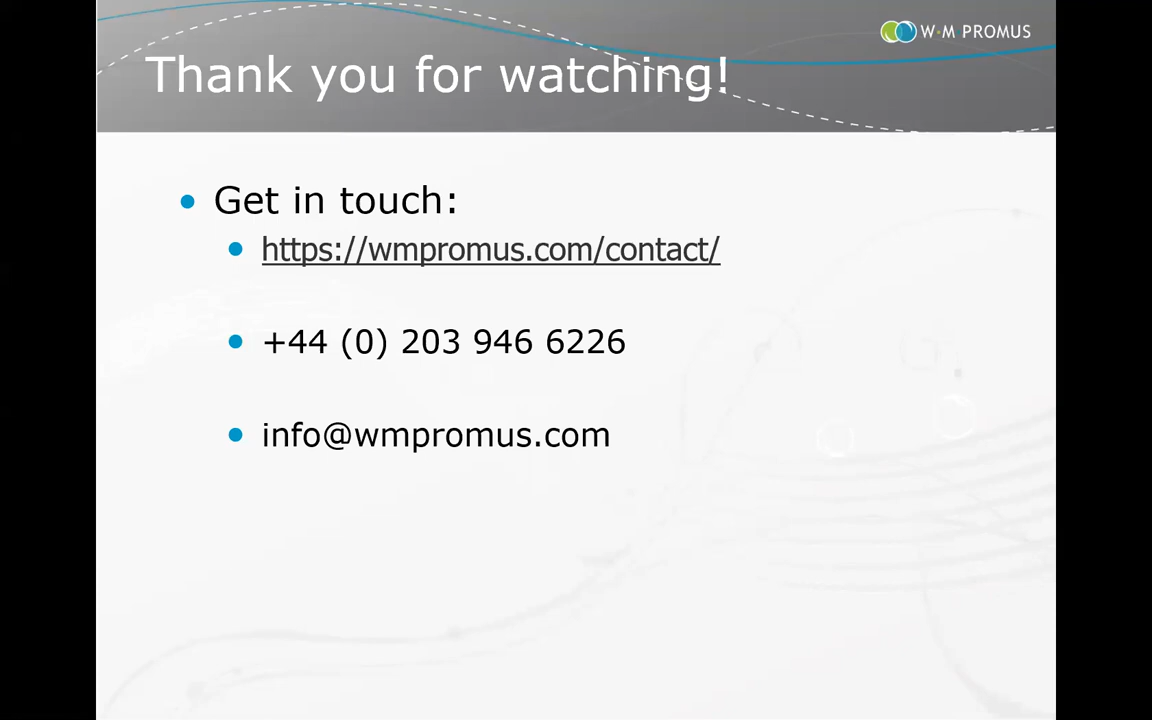 W·M PROMUS
Thank you for watching!
Get in touch:
https://wmpromus.com/contact/
+44 (0) 203 946 6226
info@wmpromus.com